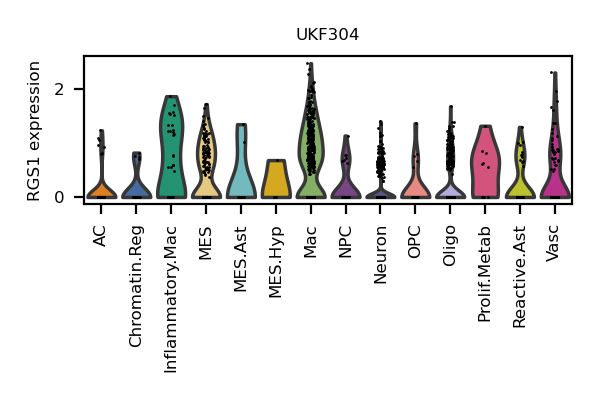 UKF304
RGS1 expression
2
0
AC
Chromatin.Reg
Inflammatory.Mac
MES
MES.Ast
MES.Hyp
Mac
NPC
Neuron
OPC
Oligo
Prolif.Metab
Reactive.Ast
Vasc